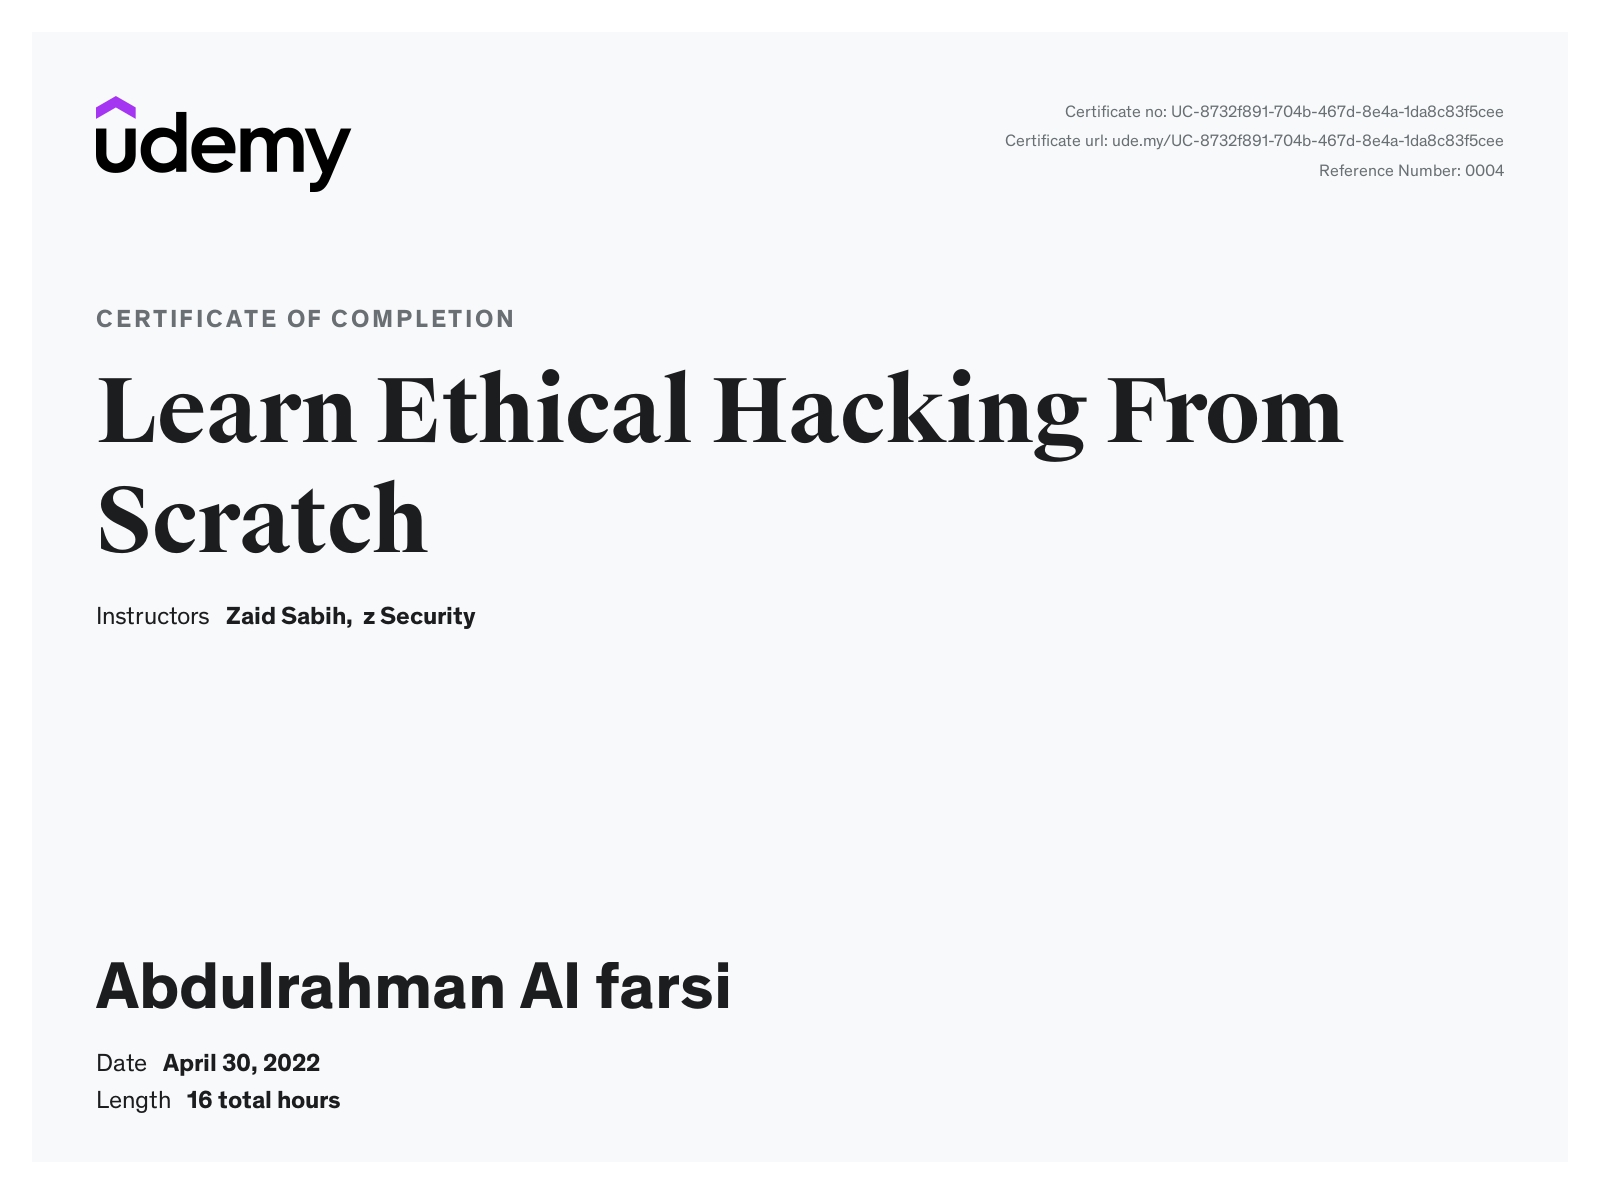 udemy
Certificate no: UC-8732f891-704b-467d-8e4a-1da8c83f5cee
Certificate url: ude.my/UC-8732f891-704b-467d-8e4a-1da8c83f5cee
Reference Number: 0004
CERTIFICATE OF COMPLETION
Learn Ethical Hacking From
Scratch
Instructors Zaid Sabih, z Security
Abdulrahman Al farsi
Date April 30, 2022
Length 16 total hours